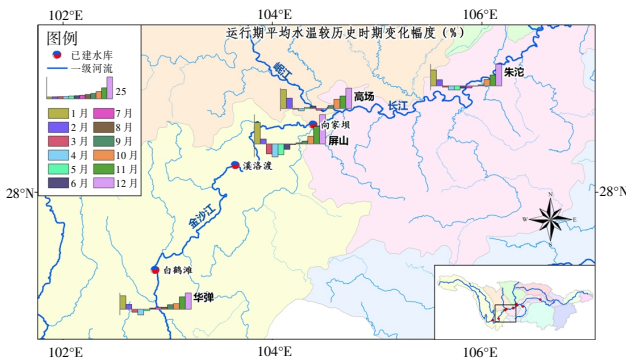 102°E
104°E
106°E
运行期平均水温较历史时期变化幅度（%）
图例
已建水库
一级河流
25
1月
7月
2月
8月
3月
9月
4月
10月
5月
11月
6月
12月
岷江
高场
长江
朱沱
向家坝
屏山
溪洛渡
金沙江
白鹤滩
华弹
28°N
28°N
N
W
E
S
102°E
104°E
106°E